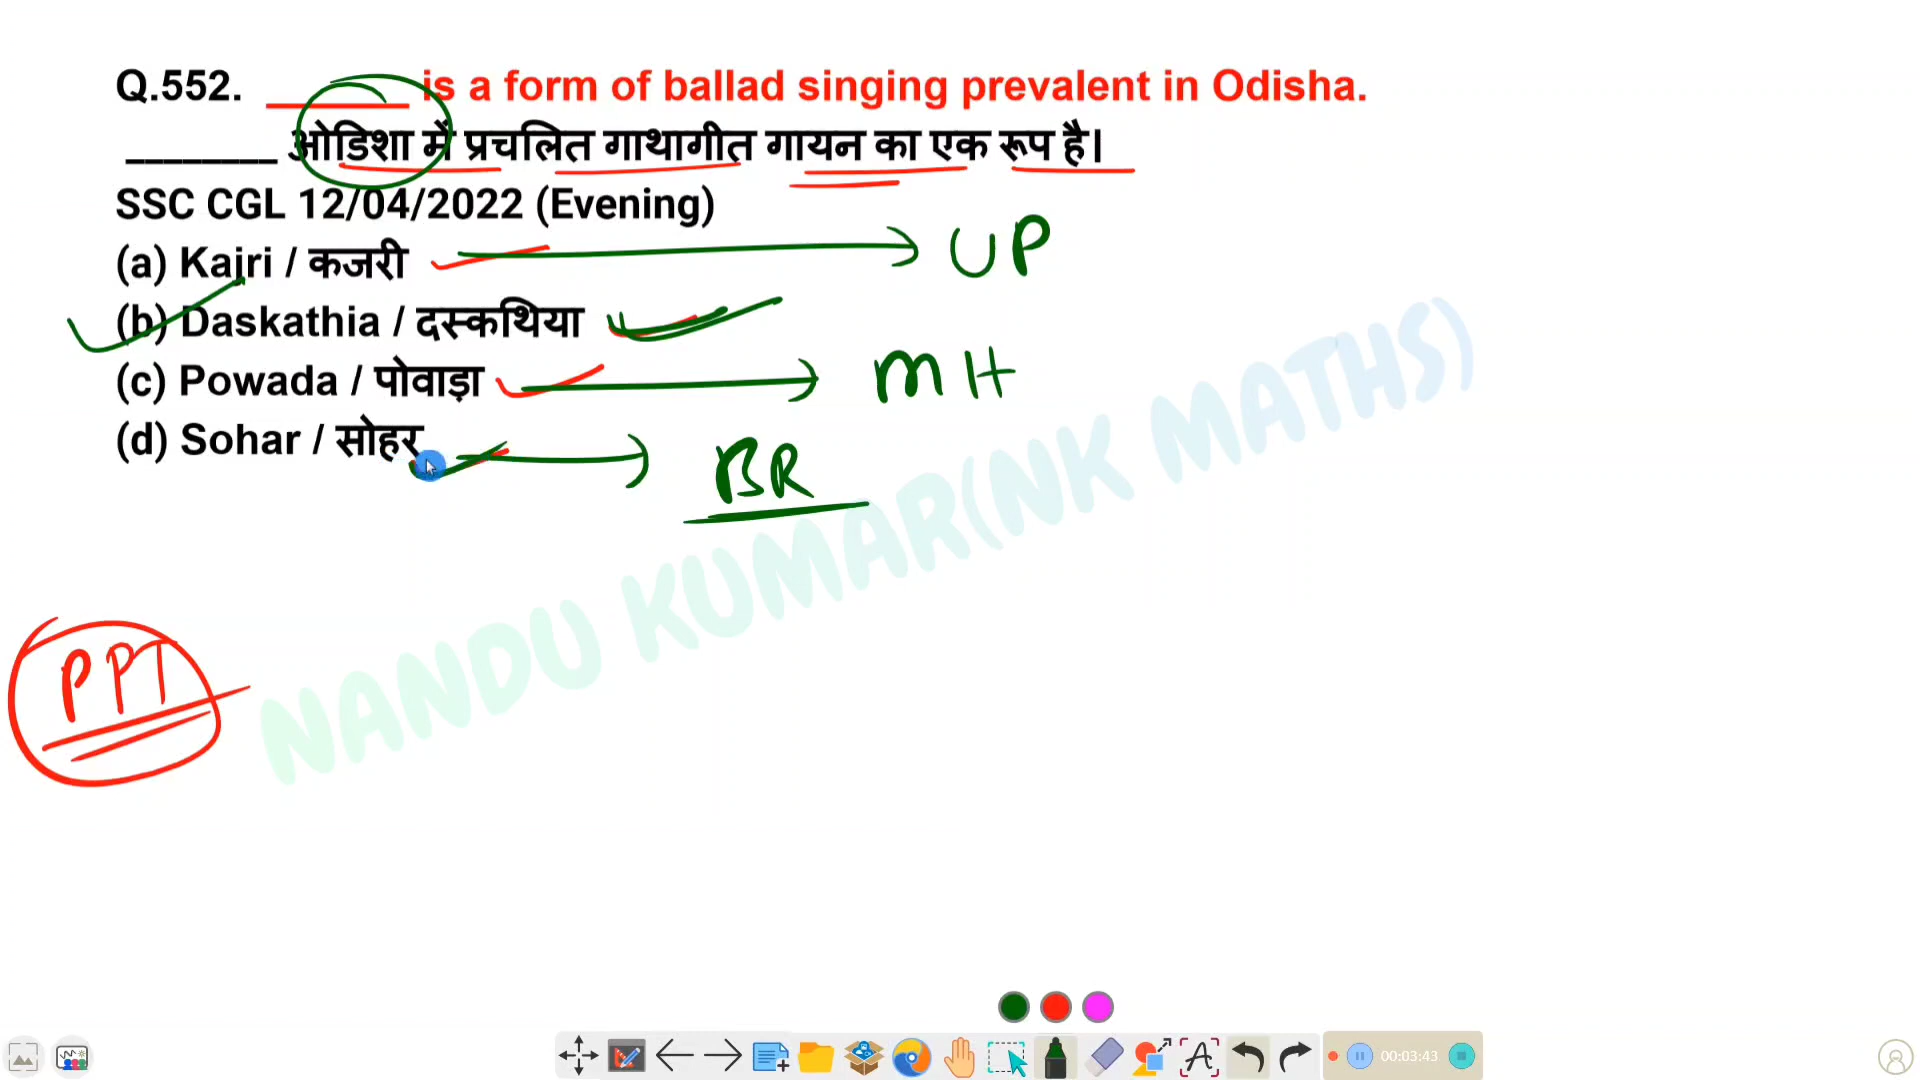 Q.552. ______ is a form of ballad singing prevalent in Odisha.
________ ओडिशा में प्रचलित गाथागीत गायन का एक रूप है।
SSC CGL 12/04/2022 (Evening)
(a) Kajri / कजरी
UP
(b) Daskathia / दस्कथिया
(c) Powada / पोवाड़ा
MH
(d) Sohar / सोहर
BR
PPT
NANDU KUMAR(NK MATHS)
00:03:43